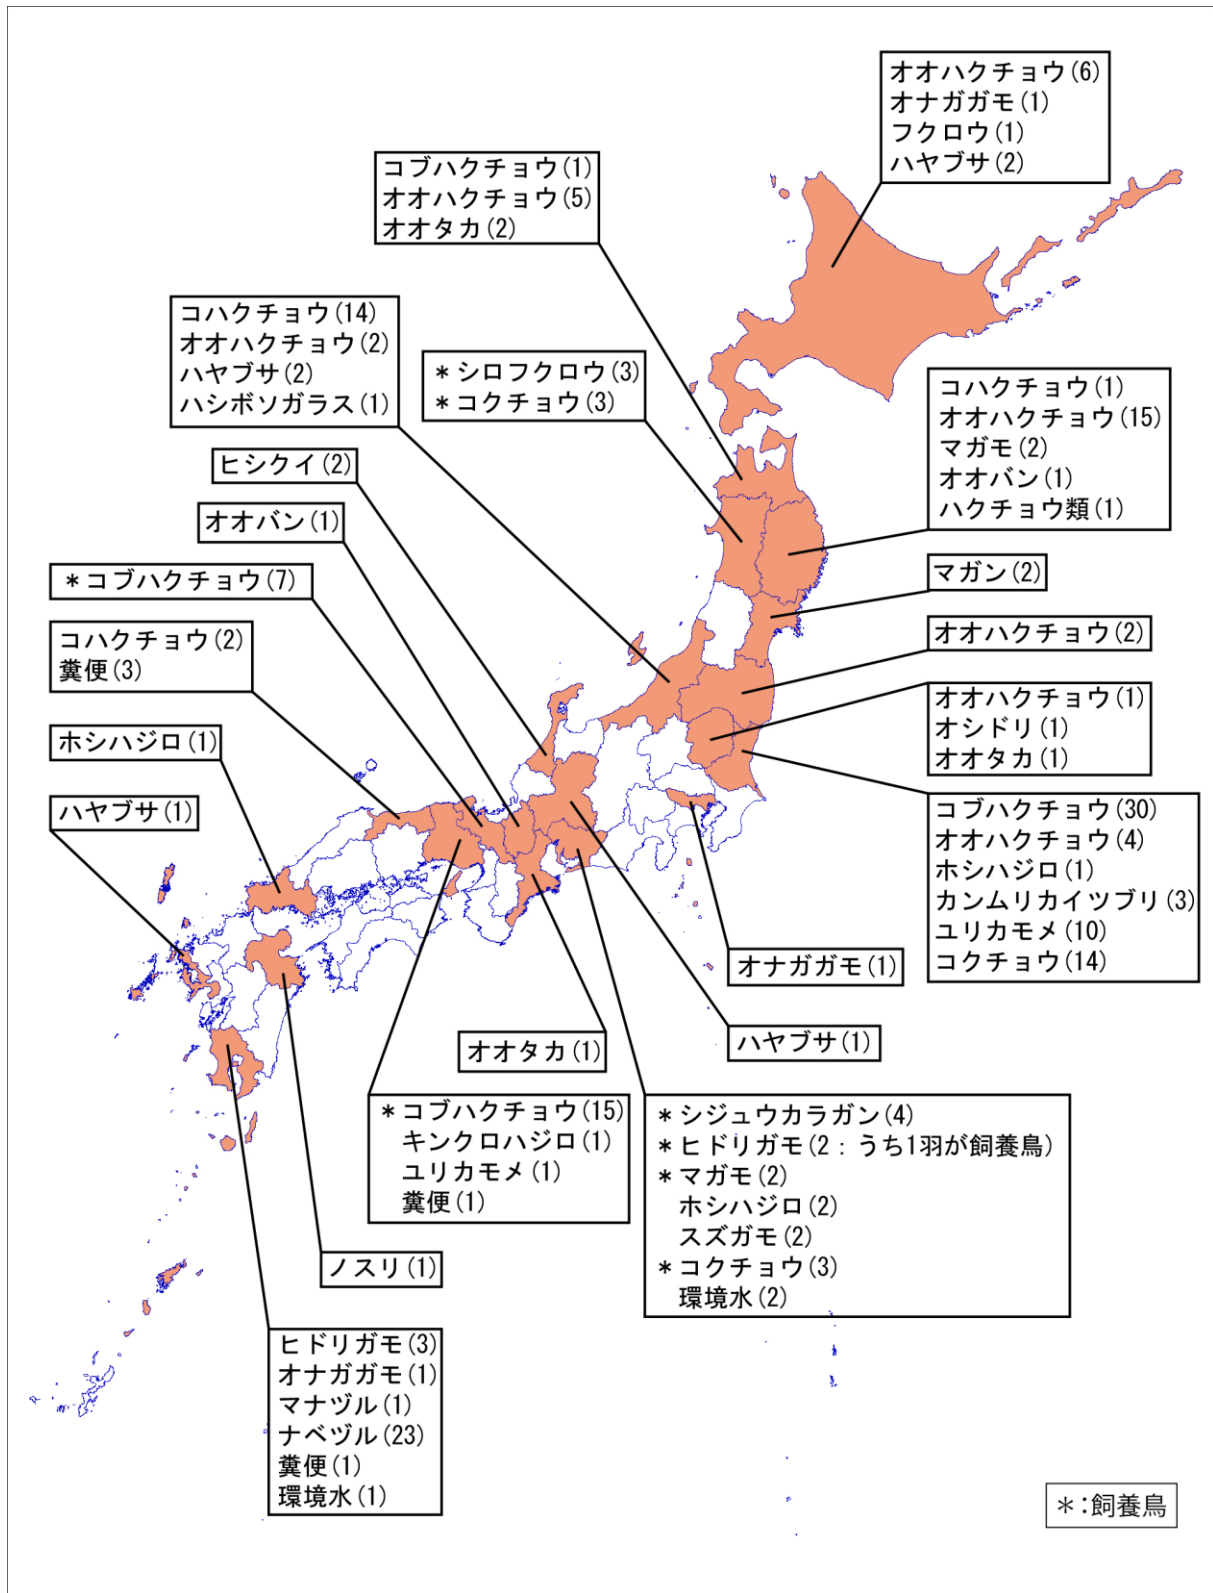 オオハクチョウ(6)
オナガガモ(1)
フクロウ(1)
ハヤブサ(2)
コブハクチョウ(1)
オオハクチョウ(5)
オオタカ(2)
コハクチョウ(14)
オオハクチョウ(2)
ハヤブサ(2)
ハシボソガラス(1)
*シロフクロウ(3)
*コクチョウ(3)
コハクチョウ(1)
オオハクチョウ(15)
マガモ(2)
オオバン(1)
ハクチョウ類(1)
ヒシクイ(2)
オオバン(1)
*コブハクチョウ(7)
マガン(2)
コハクチョウ(2)
糞便(3)
オオハクチョウ(2)
オオハクチョウ(1)
オシドリ(1)
オオタカ(1)
ホシハジロ(1)
ハヤブサ(1)
コブハクチョウ(30)
オオハクチョウ(4)
ホシハジロ(1)
カンムリカイツブリ(3)
ユリカモメ(10)
コクチョウ(14)
オナガガモ(1)
オオタカ(1)
ハヤブサ(1)
*コブハクチョウ(15)
キンクロハジロ(1)
ユリカモメ(1)
糞便(1)
*シジュウカラガン(4)
*ヒドリガモ(2:うち1羽が飼養鳥)
*マガモ(2)
ホシハジロ(2)
スズガモ(2)
*コクチョウ(3)
環境水(2)
ノスリ(1)
ヒドリガモ(3)
オナガガモ(1)
マナヅル(1)
ナベヅル(23)
糞便(1)
環境水(1)
*:飼養鳥